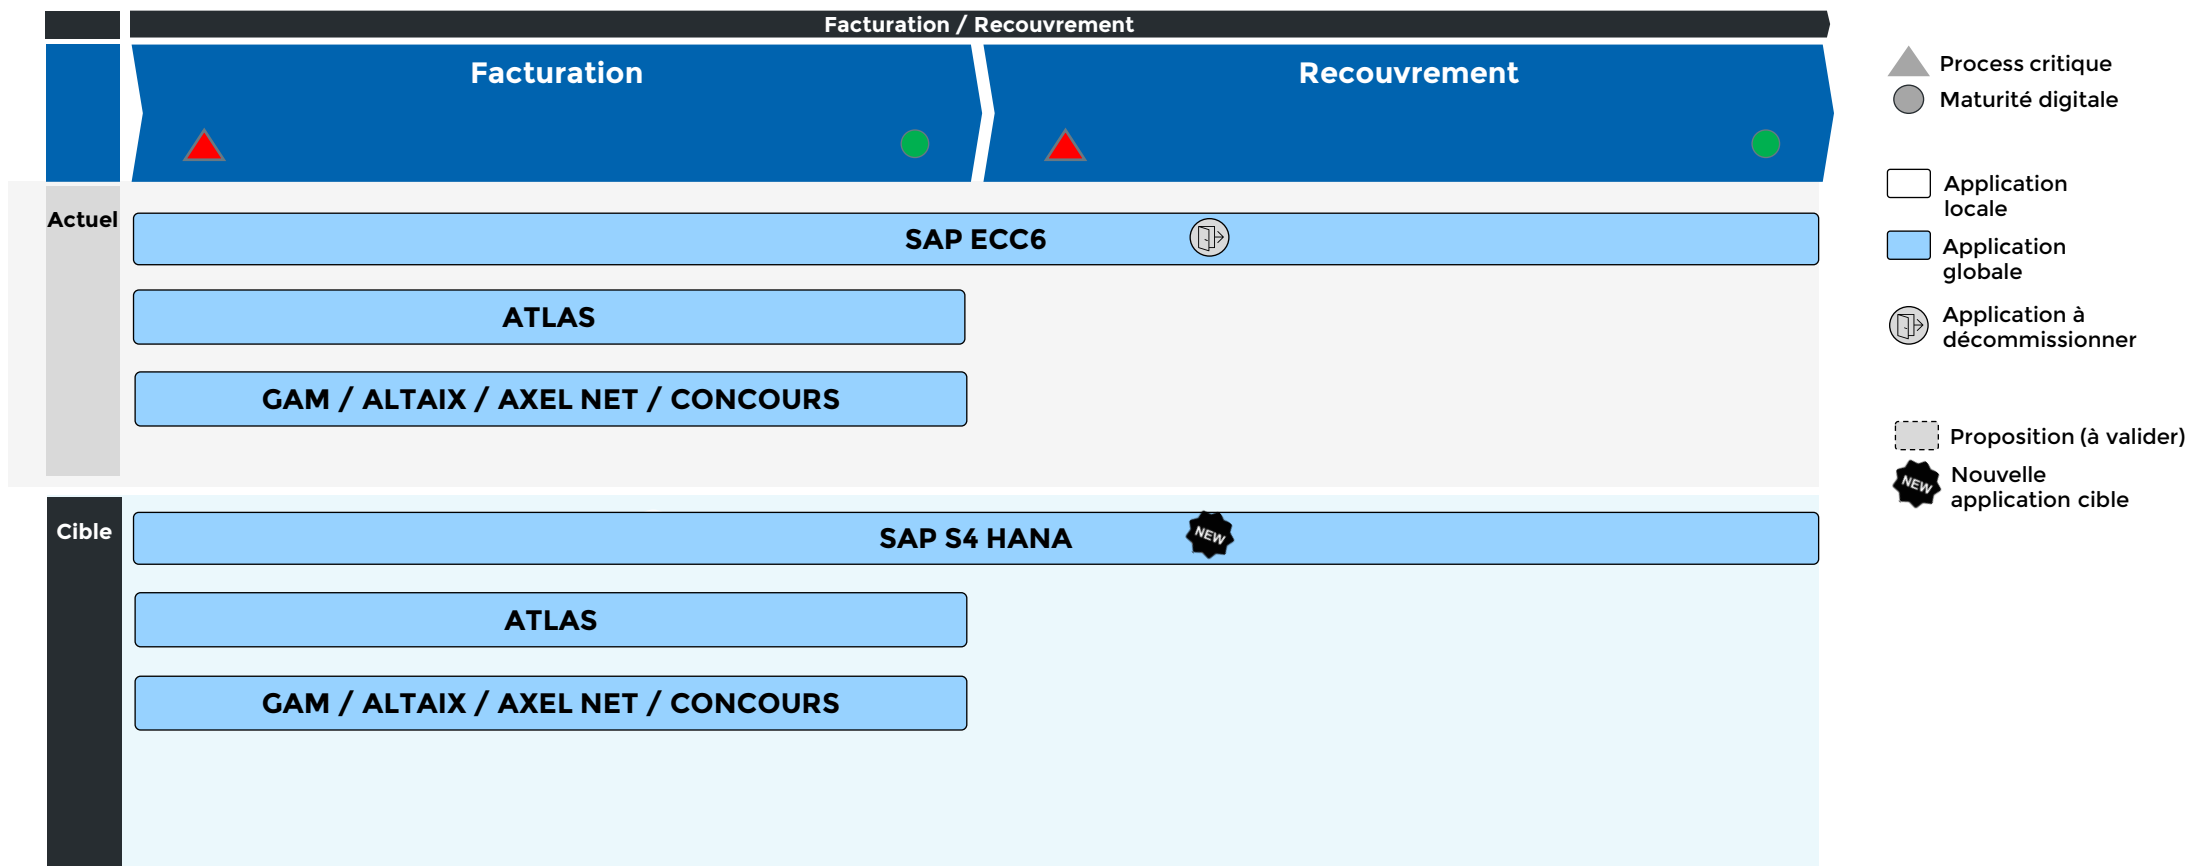 Facturation / Recouvrement
Facturation
Recouvrement
Process critique
Maturité digitale
Application
locale
Application
globale
Application à
décommissionner
Proposition (à valider)
NEW
Nouvelle
application cible
Actuel
SAP ECC6
ATLAS
GAM / ALTAIX / AXEL NET / CONCOURS
Cible
SAP S4 HANA
NEW
ATLAS
GAM / ALTAIX / AXEL NET / CONCOURS